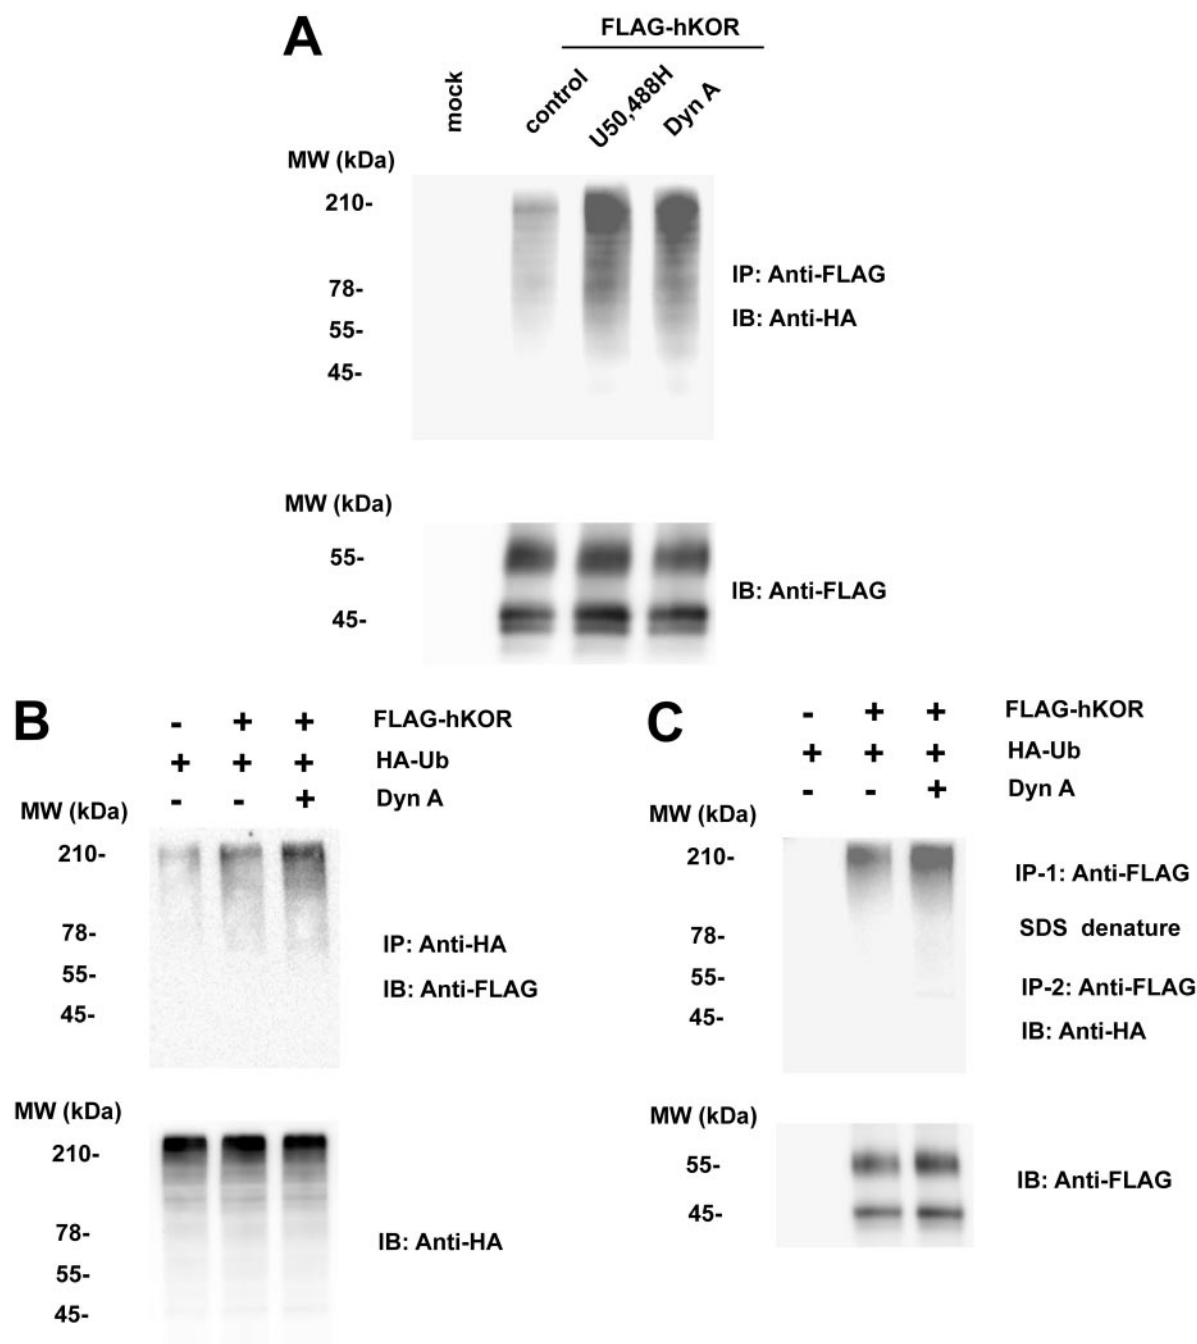 A
FLAG-hKOR
mock
control
U50,488H
Dyn A
MW (kDa)
210-
78-
55-
45-
IP: Anti-FLAG
IB: Anti-HA
MW (kDa)
55-
45-
IB: Anti-FLAG
B
- + + FLAG-hKOR
+ + + HA-Ub
- - + Dyn A
MW (kDa)
210-
78-
55-
45-
IP: Anti-HA
IB: Anti-FLAG
MW (kDa)
210-
78-
55-
45-
IB: Anti-HA
C
- + + FLAG-hKOR
+ + + HA-Ub
- - + Dyn A
MW (kDa)
210-
78-
55-
45-
IP-1: Anti-FLAG
SDS denature
IP-2: Anti-FLAG
IB: Anti-HA
MW (kDa)
55-
45-
IB: Anti-FLAG